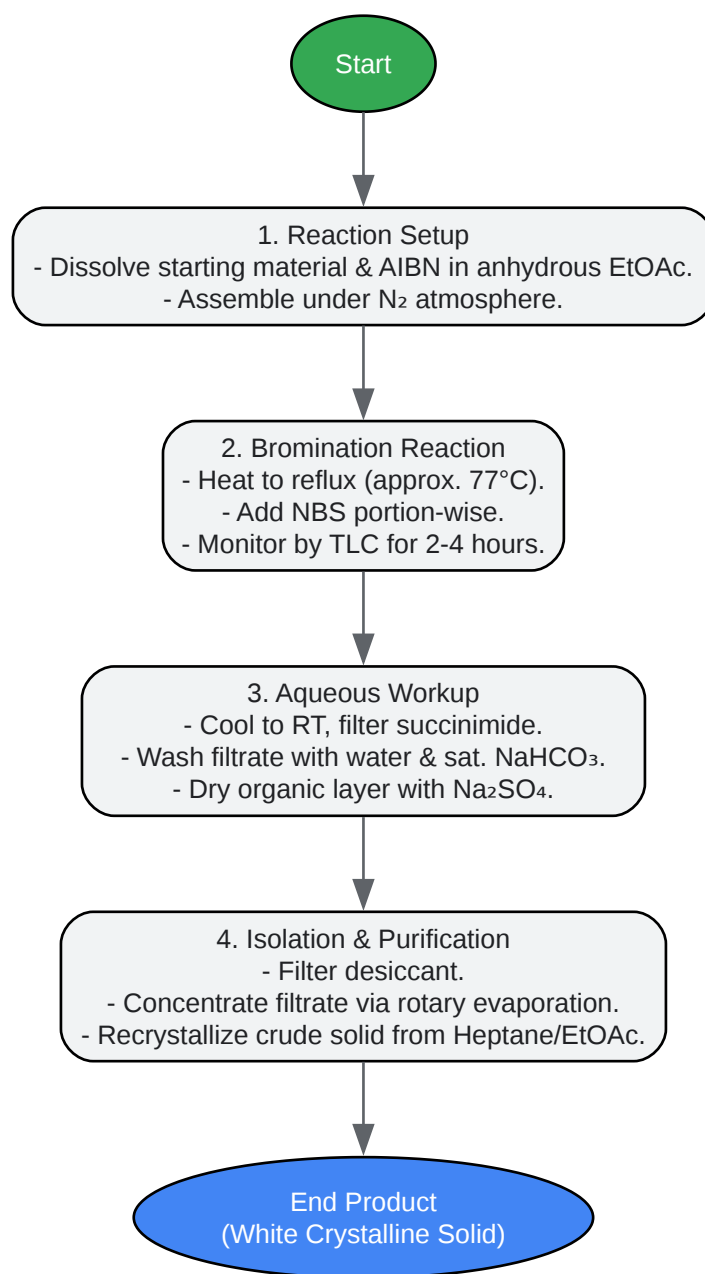 Start
1. Reaction Setup
- Dissolve starting material & AIBN in anhydrous EtOAc.
- Assemble under N₂ atmosphere.
2. Bromination Reaction
- Heat to reflux (approx. 77°C).
- Add NBS portion-wise.
- Monitor by TLC for 2-4 hours.
3. Aqueous Workup
- Cool to RT, filter succinimide.
- Wash filtrate with water & sat. NaHCO₃.
- Dry organic layer with Na₂SO₄.
4. Isolation & Purification
- Filter desiccant.
- Concentrate filtrate via rotary evaporation.
- Recrystallize crude solid from Heptane/EtOAc.
End Product
(White Crystalline Solid)